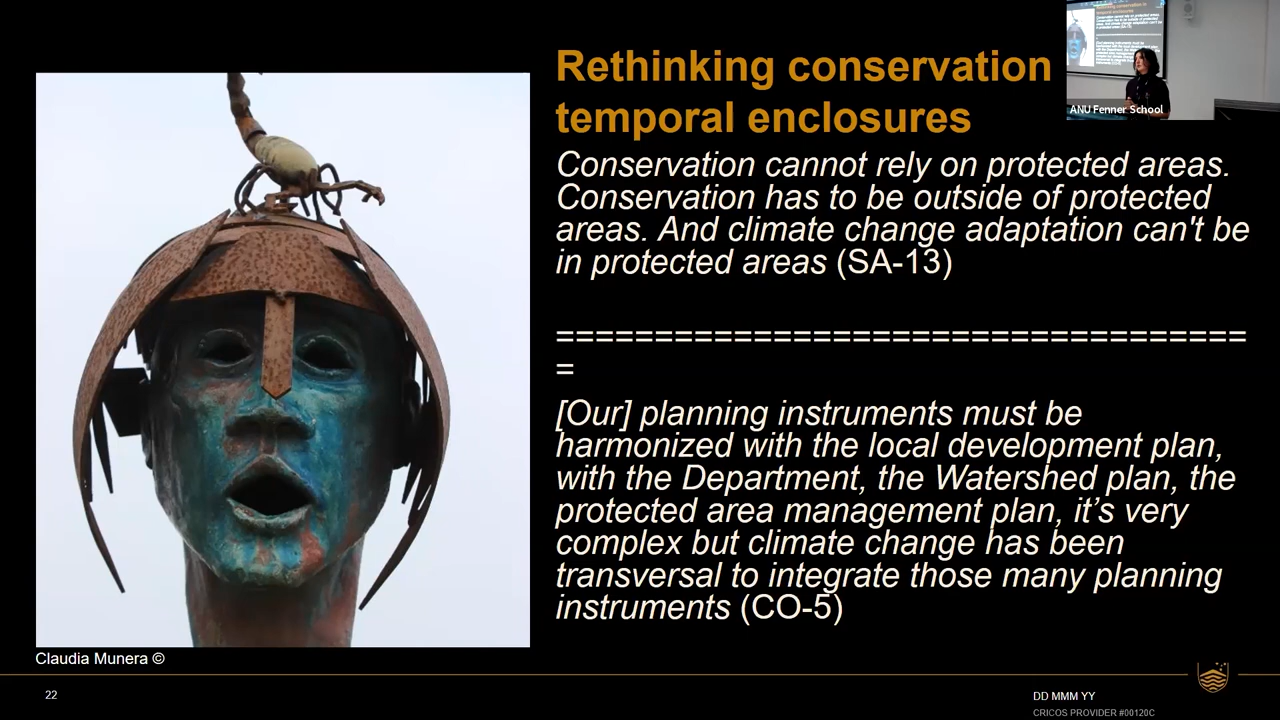 Rethinking conservation
temporal enclosures
Conservation cannot rely on protected areas.
Conservation has to be outside of protected
areas. And climate change adaptation can't be
in protected areas (SA-13)
===================================
=
[Our] planning instruments must be
harmonized with the local development plan,
with the Department, the Watershed plan, the
protected area management plan, it’s very
complex but climate change has been
transversal to integrate those many planning
instruments (CO-5)
ANU Fenner School
Claudia Munera ©
22
DD MMM YY
CRICOS PROVIDER #00120C